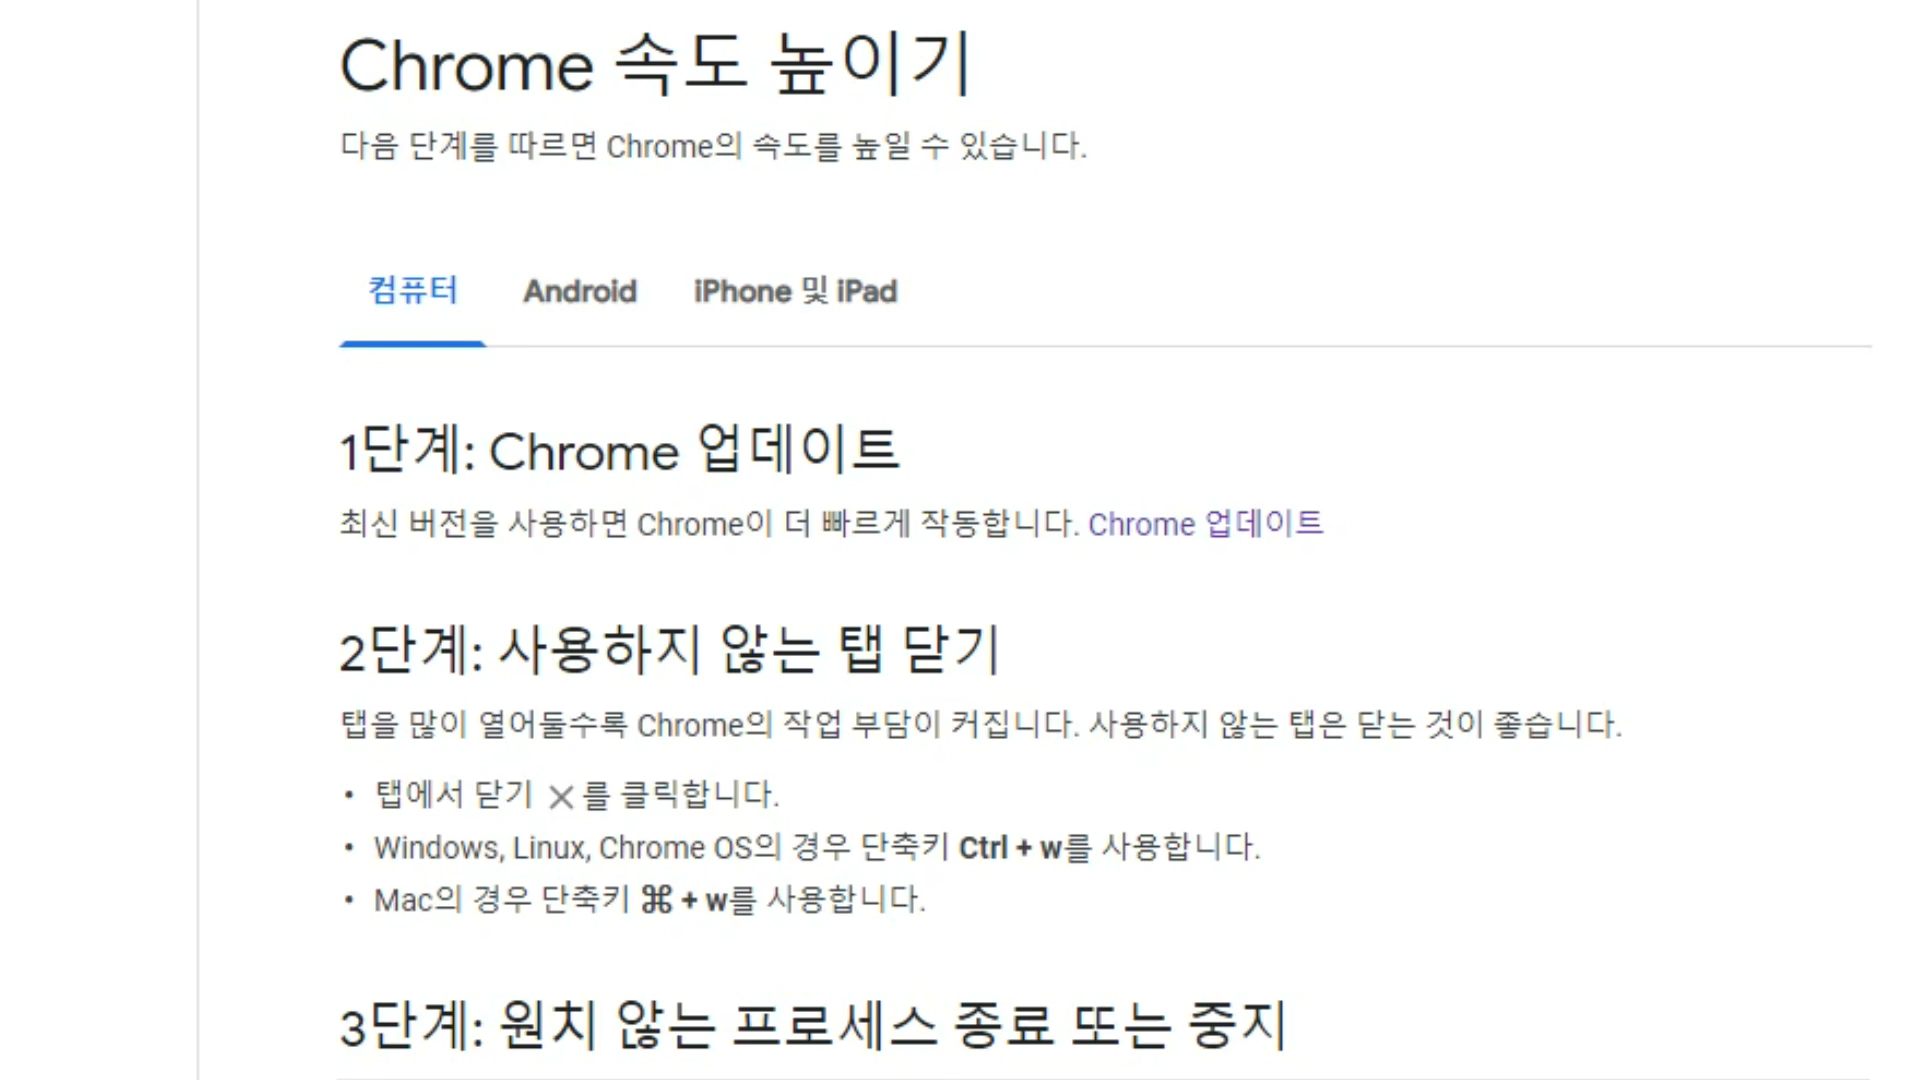 Chrome 속도 높이기
다음 단계를 따르면 Chrome의 속도를 높일 수 있습니다.
컴퓨터 Android iPhone 및 iPad
1단계: Chrome 업데이트
최신 버전을 사용하면 Chrome이 더 빠르게 작동합니다. Chrome 업데이트
2단계: 사용하지 않는 탭 닫기
탭을 많이 열어둘수록 Chrome의 작업 부담이 커집니다. 사용하지 않는 탭은 닫는 것이 좋습니다.
• 탭에서 닫기 ×를 클릭합니다.
• Windows, Linux, Chrome OS의 경우 단축키 Ctrl + w를 사용합니다.
• Mac의 경우 단축키 ⌘ + w를 사용합니다.
3단계: 원치 않는 프로세스 종료 또는 중지